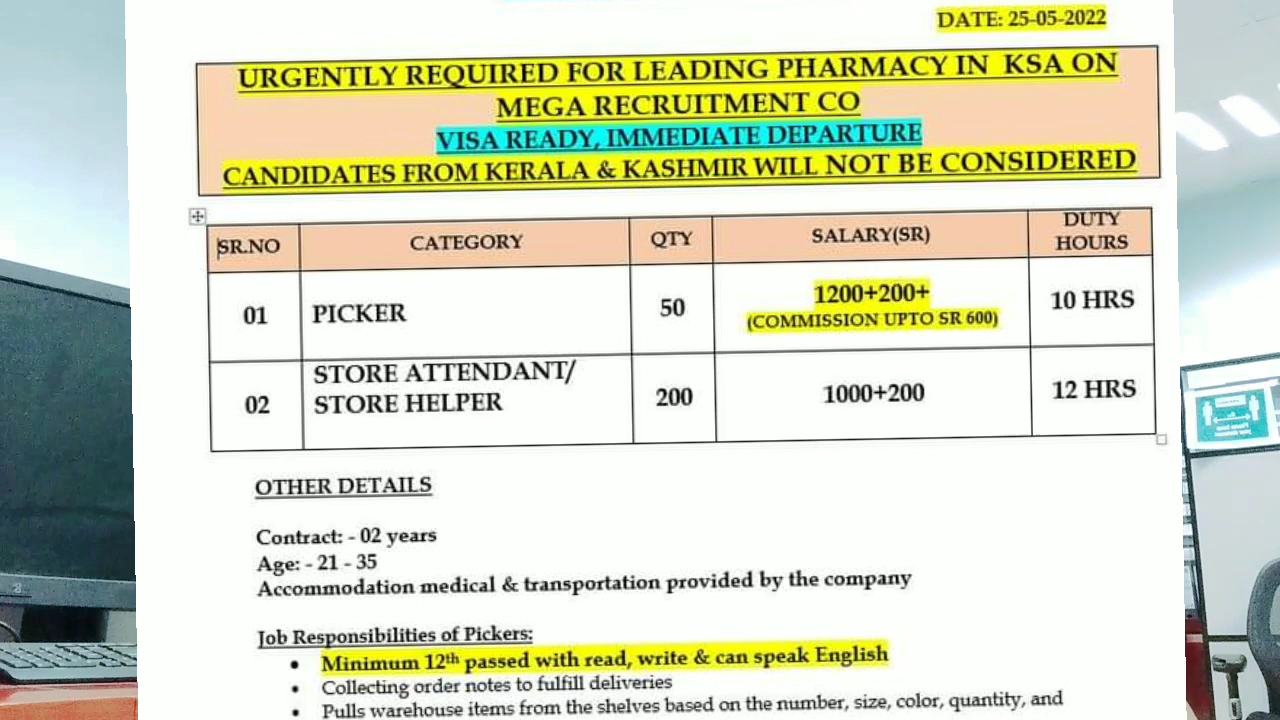 DATE: 25-05-2022
URGENTLY REQUIRED FOR LEADING PHARMACY IN KSA ON
MEGA RECRUITMENT CO
VISA READY, IMMEDIATE DEPARTURE
CANDIDATES FROM KERALA & KASHMIR WILL NOT BE CONSIDERED
SR.NO CATEGORY QTY SALARY(SR) DUTY HOURS
01 PICKER 50 1200+200+ 10 HRS
(COMMISSION UPTO SR 600)
02 STORE ATTENDANT/
STORE HELPER 200 1000+200 12 HRS
OTHER DETAILS
Contract: - 02 years
Age: - 21 - 35
Accommodation medical & transportation provided by the company
Job Responsibilities of Pickers:
• Minimum 12th passed with read, write & can speak English
• Collecting order notes to fulfill deliveries
• Pulls warehouse items from the shelves based on the number, size, color, quantity, and